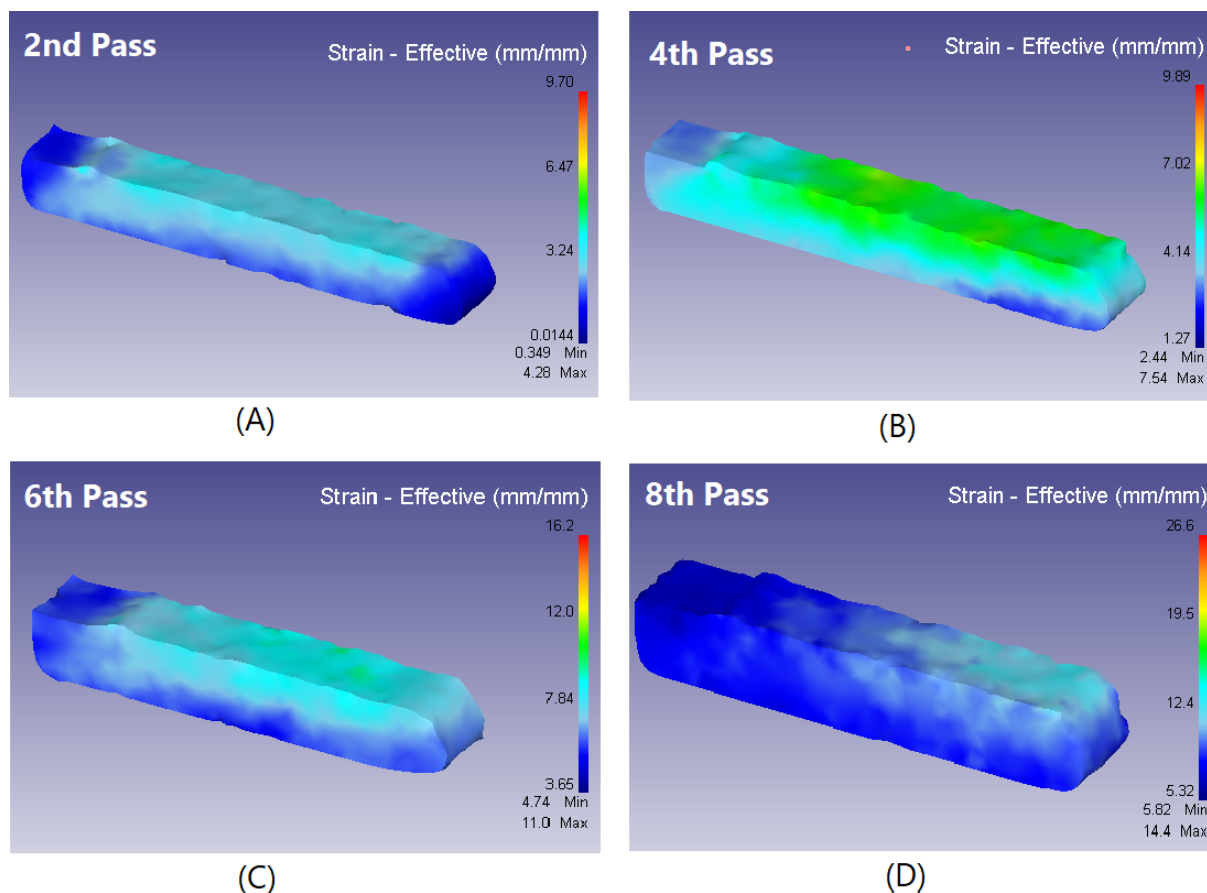 2nd Pass
Strain - Effective (mm/mm)
9.70
6.47
3.24
0.0144
0.349 Min
4.28 Max
(A)
4th Pass
Strain - Effective (mm/mm)
9.89
7.02
4.14
1.27
2.44 Min
7.54 Max
(B)
6th Pass
Strain - Effective (mm/mm)
16.2
12.0
7.84
3.65
4.74 Min
11.0 Max
(C)
8th Pass
Strain - Effective (mm/mm)
26.6
19.5
12.4
5.32
5.82 Min
14.4 Max
(D)